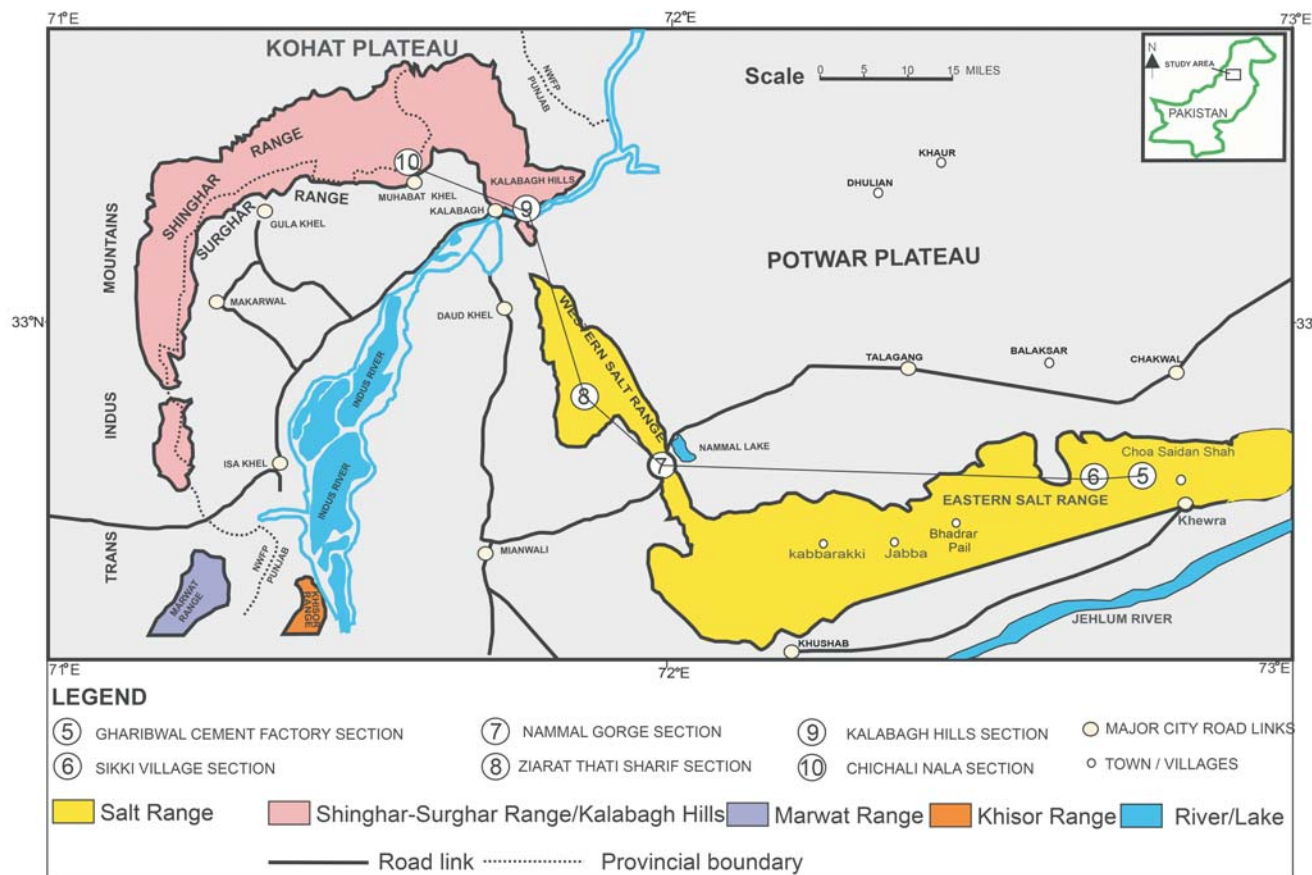 71°E
72°E
73°E
KOHAT PLATEAU
NWFP
PUNJAB
Scale
0 5 10 15 MILES
N
STUDY AREA
PAKISTAN
SHINGHAR RANGE
SURGHAR RANGE
10
MUHABAT KHEL
KALABAGH HILLS
9
KALABAGH
GULA KHEL
KHAUR
DHULIAN
MOUNTAINS
POTWAR PLATEAU
MAKARWAL
DAUD KHEL
33°N
33
WESTERN SALT RANGE
INDUS RIVER
TALAGANG
BALAKSAR
CHAKWAL
8
INDUS
ISA KHEL
INDUS RIVER
7
NAMMAL LAKE
Choa Saidan Shah
6
5
EASTERN SALT RANGE
Khewra
Bhadrar
Pail
kabbarakki
Jabba
TRANS
NWFP
PUNJAB
MIANWALI
MARWAT
RANGE
KHISOR
RANGE
JEHLUM RIVER
KHUSHAB
71°E
72°E
73°E
LEGEND
5 GHARIBWAL CEMENT FACTORY SECTION
7 NAMMAL GORGE SECTION
9 KALABAGH HILLS SECTION
MAJOR CITY ROAD LINKS
6 SIKKI VILLAGE SECTION
8 ZIARAT THATI SHARIF SECTION
10 CHICHALI NALA SECTION
TOWN / VILLAGES
Salt Range
Shinghar-Surghar Range/Kalabagh Hills
Marwat Range
Khisor Range
River/Lake
Road link
Provincial boundary